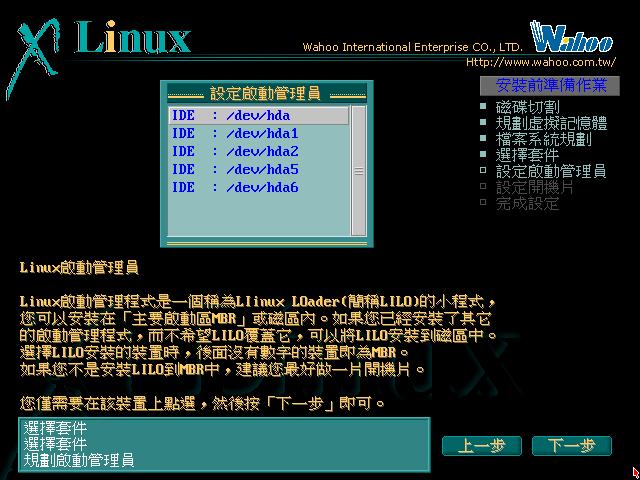 XLinux
Wahoo International Enterprise CO., LTD.
Wahoo
Http://www.wahoo.com.tw/
設定啟動管理員
IDE : /dev/hda
IDE : /dev/hda1
IDE : /dev/hda2
IDE : /dev/hda5
IDE : /dev/hda6
安裝前準備作業
磁碟切割
規劃虛擬記憶體
檔案系統規劃
選擇套件
設定啟動管理員
設定開機片
完成設定
Linux啟動管理員
Linux啟動管理程式是一個稱為LIinux LOader(簡稱LILO)的小程式，
您可以安裝在「主要啟動區MBR」或磁區內。如果您已經安裝了其它
的啟動管理程式，而不希望LILO覆蓋它，可以將LILO安裝到磁區中。
選擇LILO安裝的裝置時，後面沒有數字的裝置即為MBR。
如果您不是安裝LILO到MBR中，建議您最好做一片開機片。
您僅需要在該裝置上點選，然後按「下一步」即可。
選擇套件
選擇套件
規劃啟動管理員
上一步
下一步